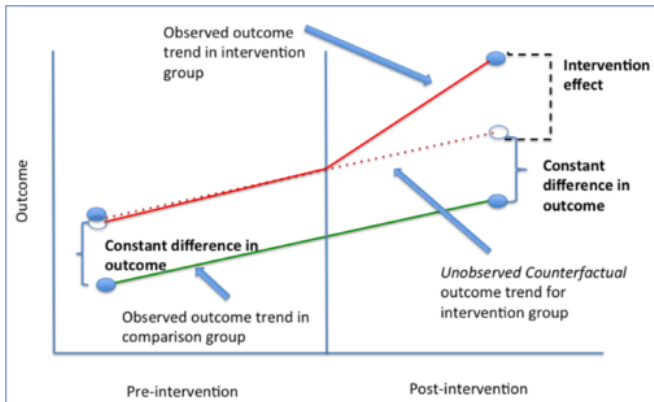 Observed outcome
trend in intervention
group
Intervention
effect
Outcome
Constant difference in
outcome
Constant
difference in
outcome
Observed outcome trend in
comparison group
Unobserved Counterfactual
outcome trend for
intervention group
Pre-intervention
Post-intervention